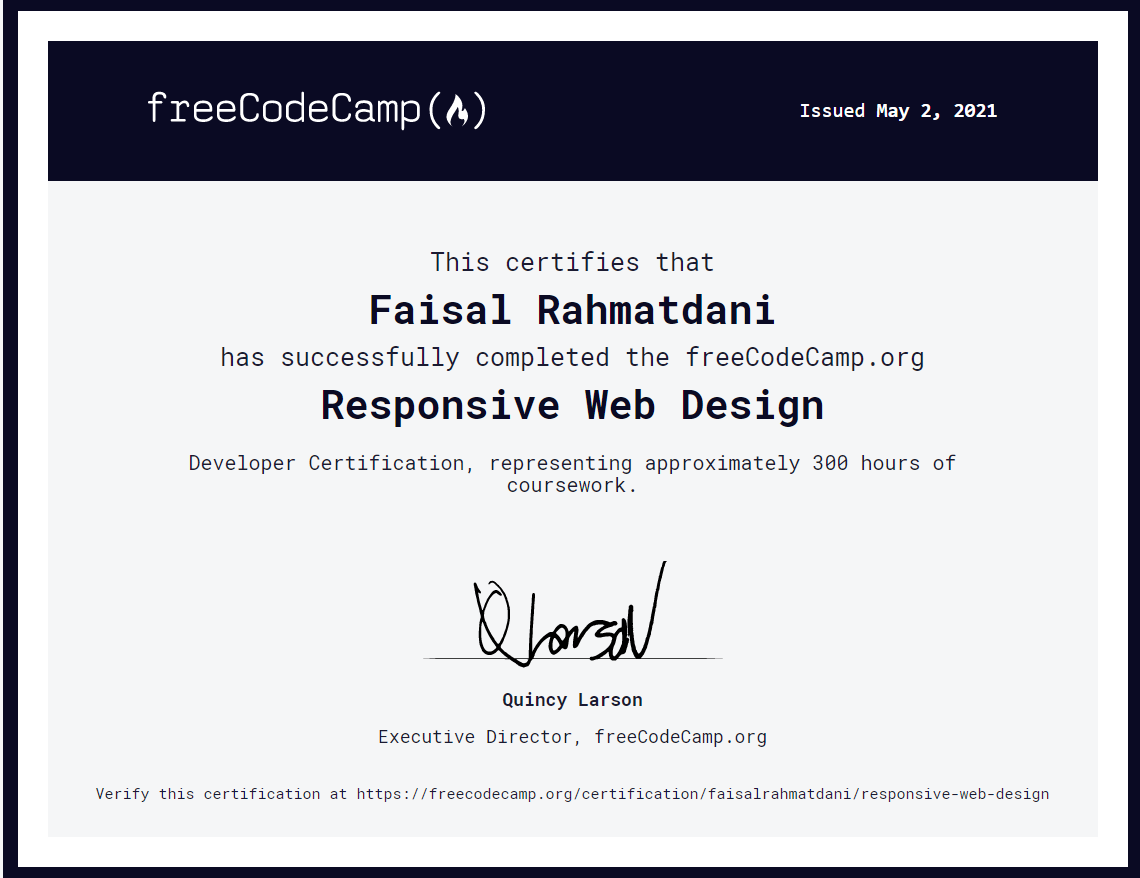 freeCodeCamp(🔥)
Issued May 2, 2021
This certifies that
Faisal Rahmatdani
has successfully completed the freeCodeCamp.org
Responsive Web Design
Developer Certification, representing approximately 300 hours of
coursework.
Q Larson
Quincy Larson
Executive Director, freeCodeCamp.org
Verify this certification at https://freecodecamp.org/certification/faisalrahmatdani/responsive-web-design